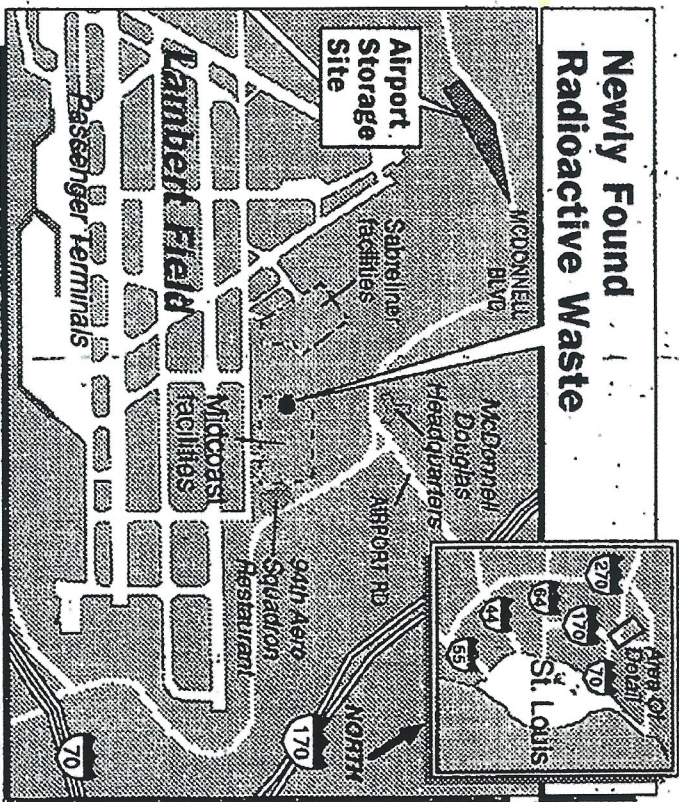 Newly Found
Radioactive Waste
Airport
Storage
Site
MCDONNELL
BLVD
Sabreliner
facilities
McDonnell
Douglas
Headquarters
AIRPORT RD
Lambert Field
Midcoast
facilities
94th Aero
Squadron
Restaurant
Passenger Terminals
NORTH
170
70
270
Area Of
Detail
170
70
64
44
St. Louis
55